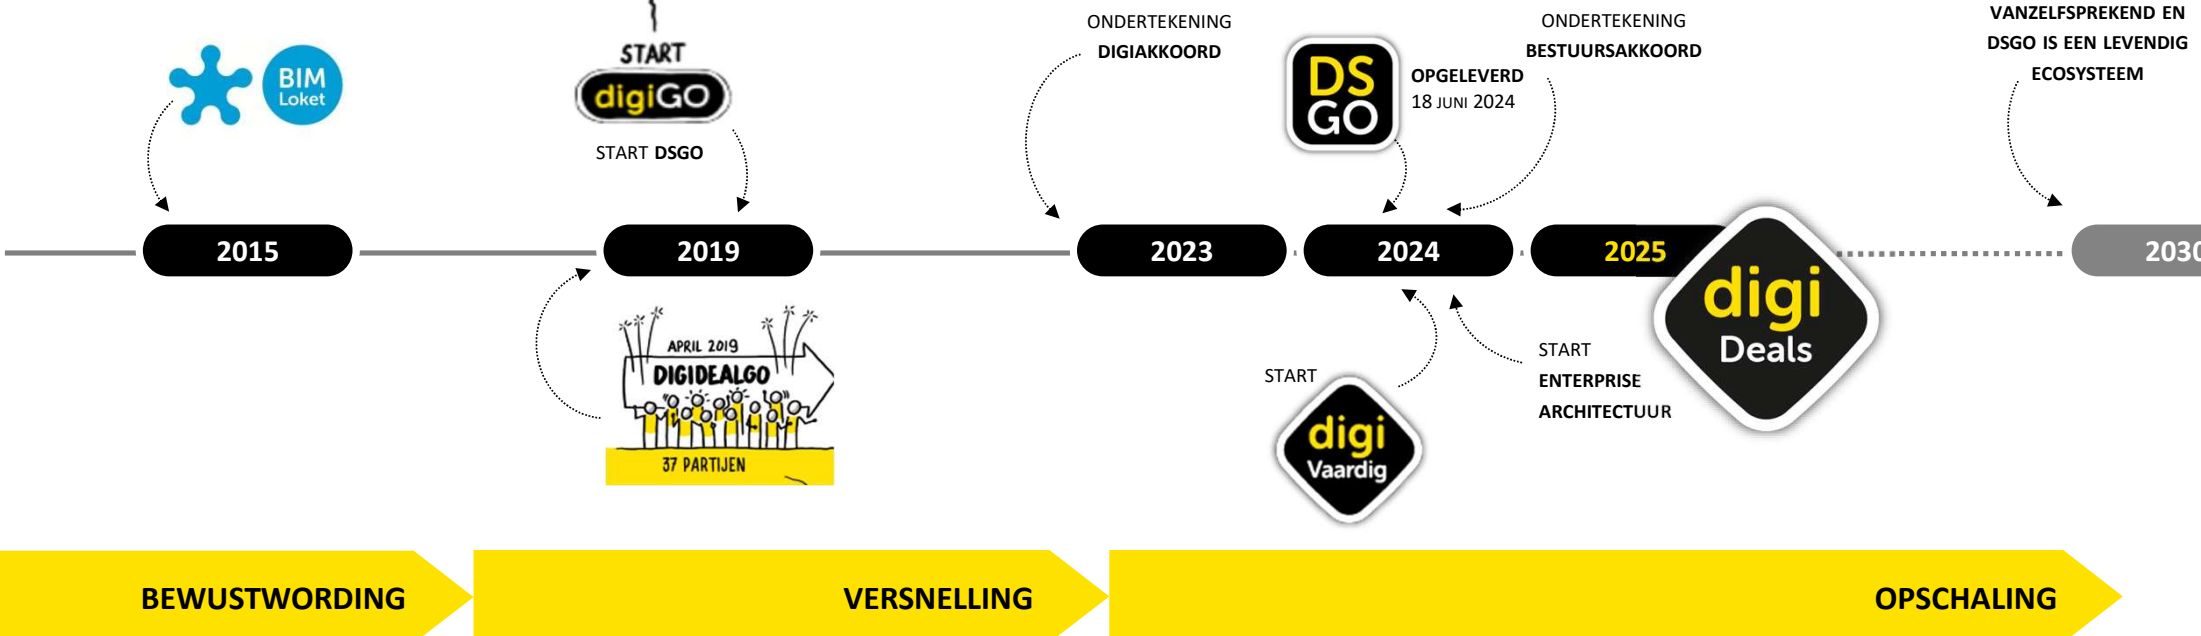 BIM
Loket
START
digiGO
START DSGO
ONDERTEKENING
DIGIAKKOORD
DS
GO
OPGELEVERD
18 JUNI 2024
ONDERTEKENING
BESTUURSAKKOORD
VANZELFSPREKEND EN
DSGO IS EEN LEVENDIG
ECOSYSTEEM
2015
2019
2023
2024
2025
2030
APRIL 2019
DIGIDEALGO
37 PARTIJEN
START
digi
Vaardig
START
ENTERPRISE
ARCHITECTUUR
digi
Deals
BEWUSTWORDING
VERSNELLING
OPSCHALING